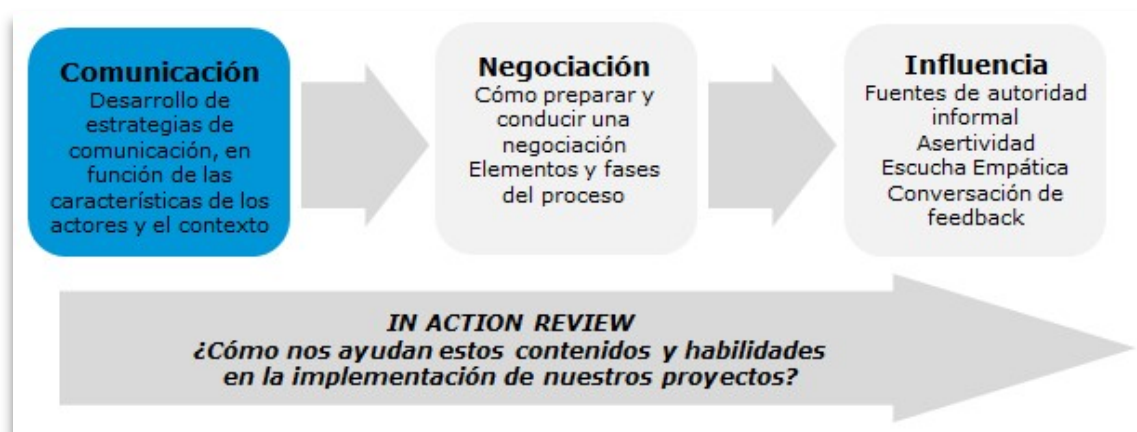 Comunicación
Desarrollo de
estrategias de
comunicación, en
función de las
características de los
actores y el contexto
Negociación
Cómo preparar y
conducir una
negociación
Elementos y fases
del proceso
Influencia
Fuentes de autoridad
informal
Asertividad
Escucha Empática
Conversación de
feedback
IN ACTION REVIEW
¿Cómo nos ayudan estos contenidos y habilidades
en la implementación de nuestros proyectos?